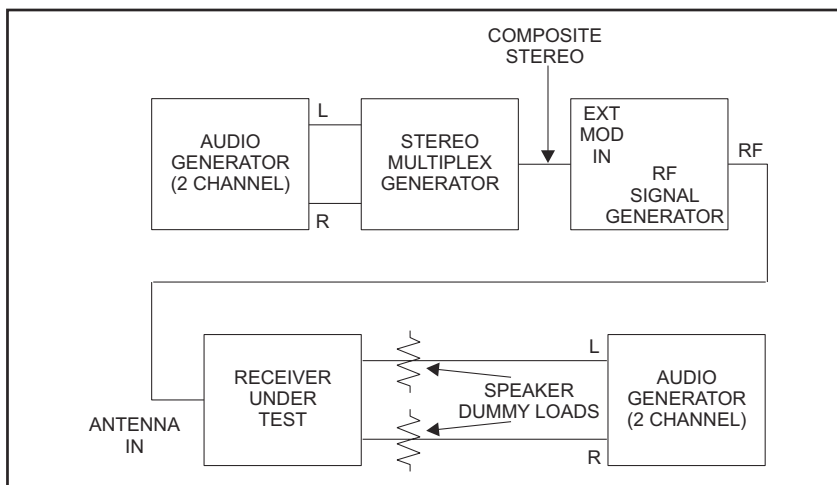 COMPOSITE
STEREO
L
AUDIO
GENERATOR
(2 CHANNEL)
R
STEREO
MULTIPLEX
GENERATOR
EXT
MOD
IN
RF
SIGNAL
GENERATOR
RF
ANTENNA
IN
RECEIVER
UNDER
TEST
L
SPEAKER
DUMMY LOADS
R
AUDIO
GENERATOR
(2 CHANNEL)